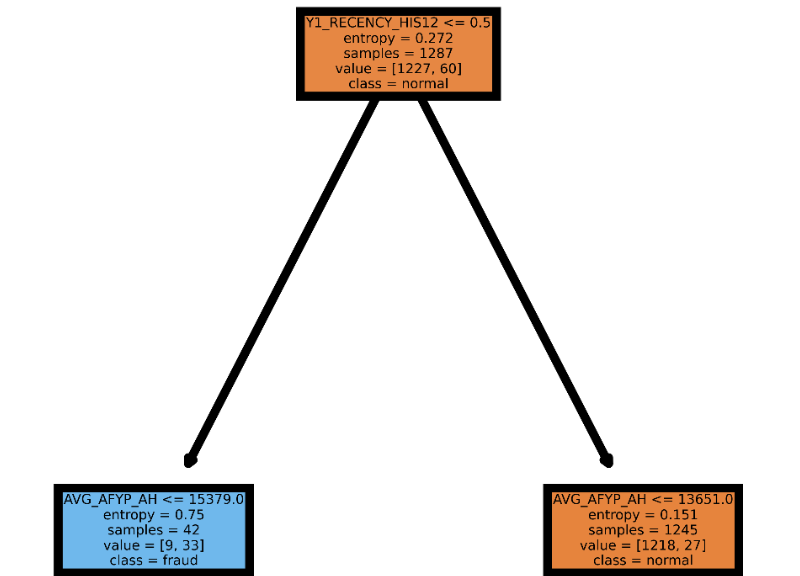 Y1_RECENCY_HIS12 <= 0.5
entropy = 0.272
samples = 1287
value = [1227, 60]
class = normal
AVG_AFYP_AH <= 15379.0
entropy = 0.75
samples = 42
value = [9, 33]
class = fraud
AVG_AFYP_AH <= 13651.0
entropy = 0.151
samples = 1245
value = [1218, 27]
class = normal